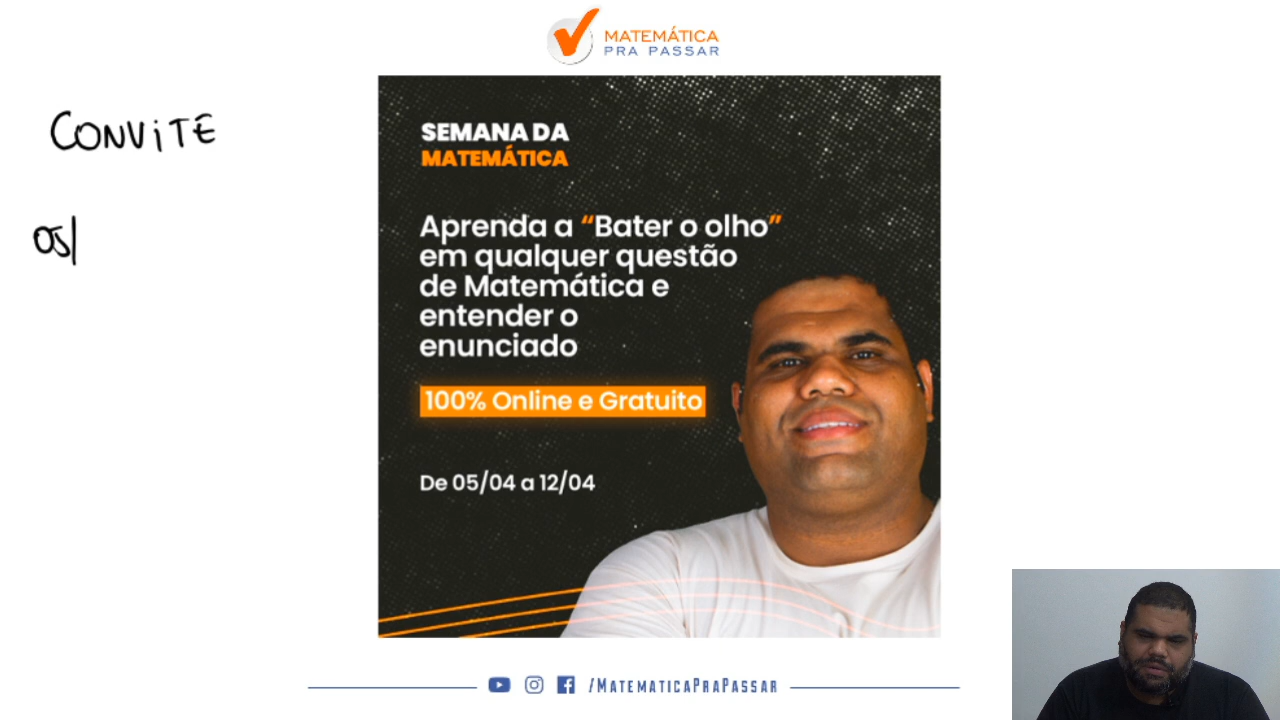 MATEMÁTICA
PRA PASSAR
CONVITE
05/
SEMANA DA
MATEMÁTICA
Aprenda a “Bater o olho”
em qualquer questão
de Matemática e
entender o
enunciado
100% Online e Gratuito
De 05/04 a 12/04
/MATEMATICAPRAPASSAR